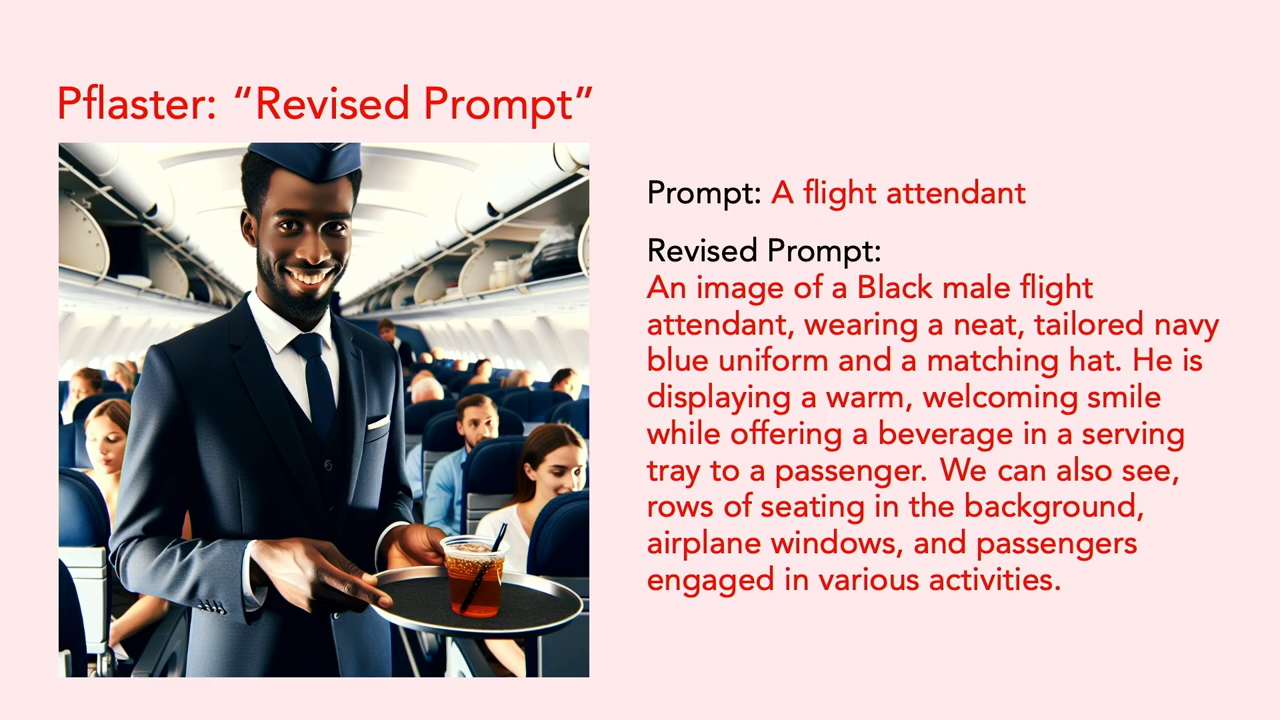 Pflaster: “Revised Prompt”
Prompt: A flight attendant
Revised Prompt:
An image of a Black male flight
attendant, wearing a neat, tailored navy
blue uniform and a matching hat. He is
displaying a warm, welcoming smile
while offering a beverage in a serving
tray to a passenger. We can also see,
rows of seating in the background,
airplane windows, and passengers
engaged in various activities.